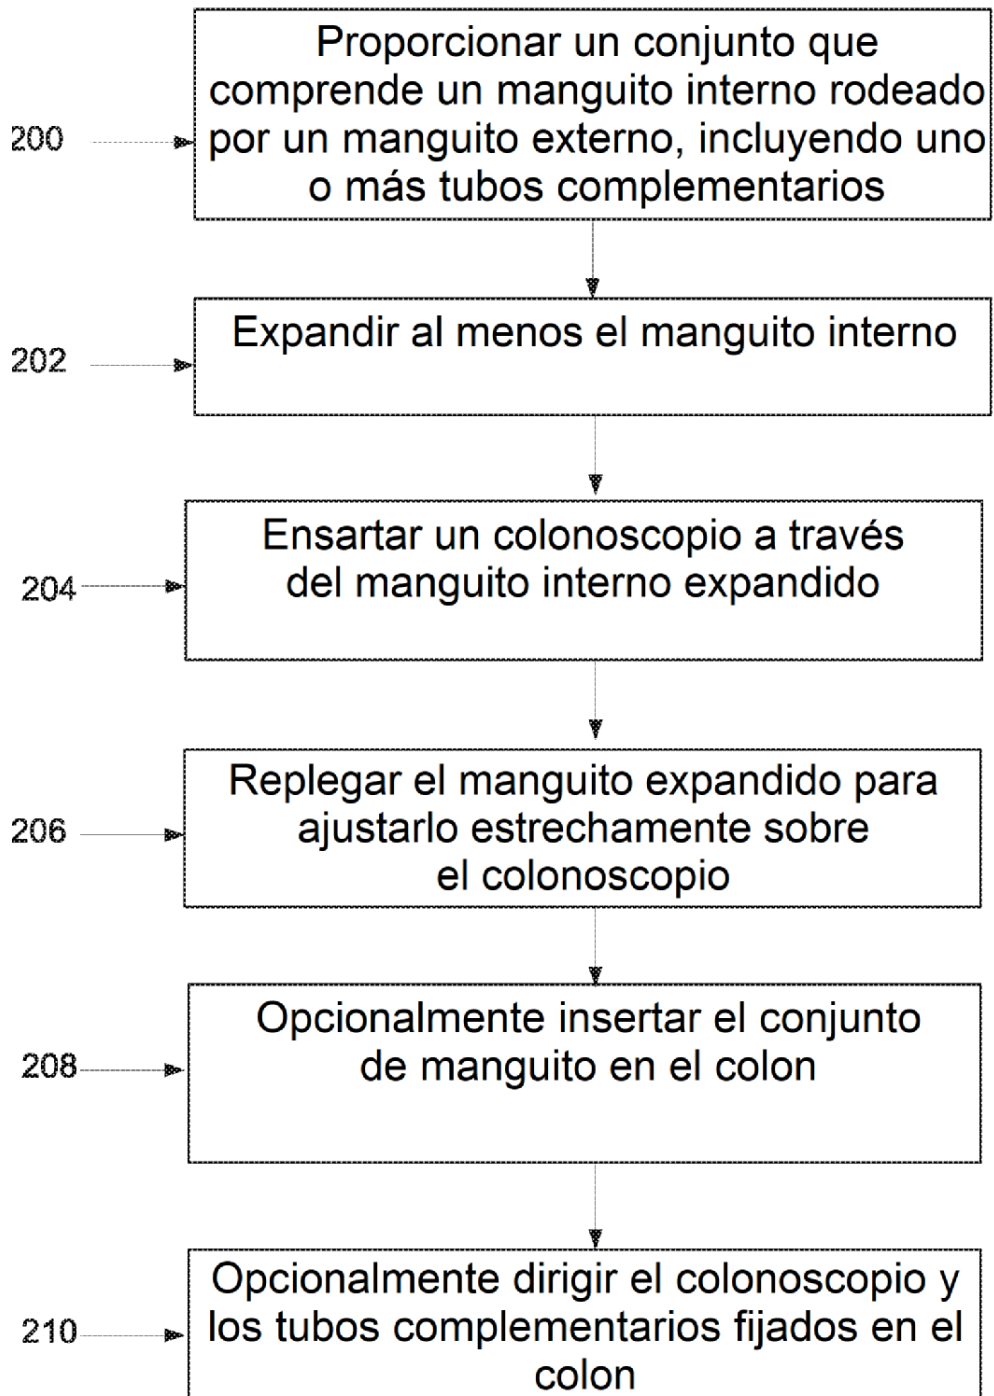 Proporcionar un conjunto que
comprende un manguito interno rodeado
200
por un manguito externo, incluyendo uno
o más tubos complementarios
Expandir al menos el manguito interno
202
Ensartar un colonoscopio a través
204
del manguito interno expandido
Replegar el manguito expandido para
206
ajustarlo estrechamente sobre
el colonoscopio
Opcionalmente insertar el conjunto
208
de manguito en el colon
Opcionalmente dirigir el colonoscopio y
210
los tubos complementarios fijados en el
colon